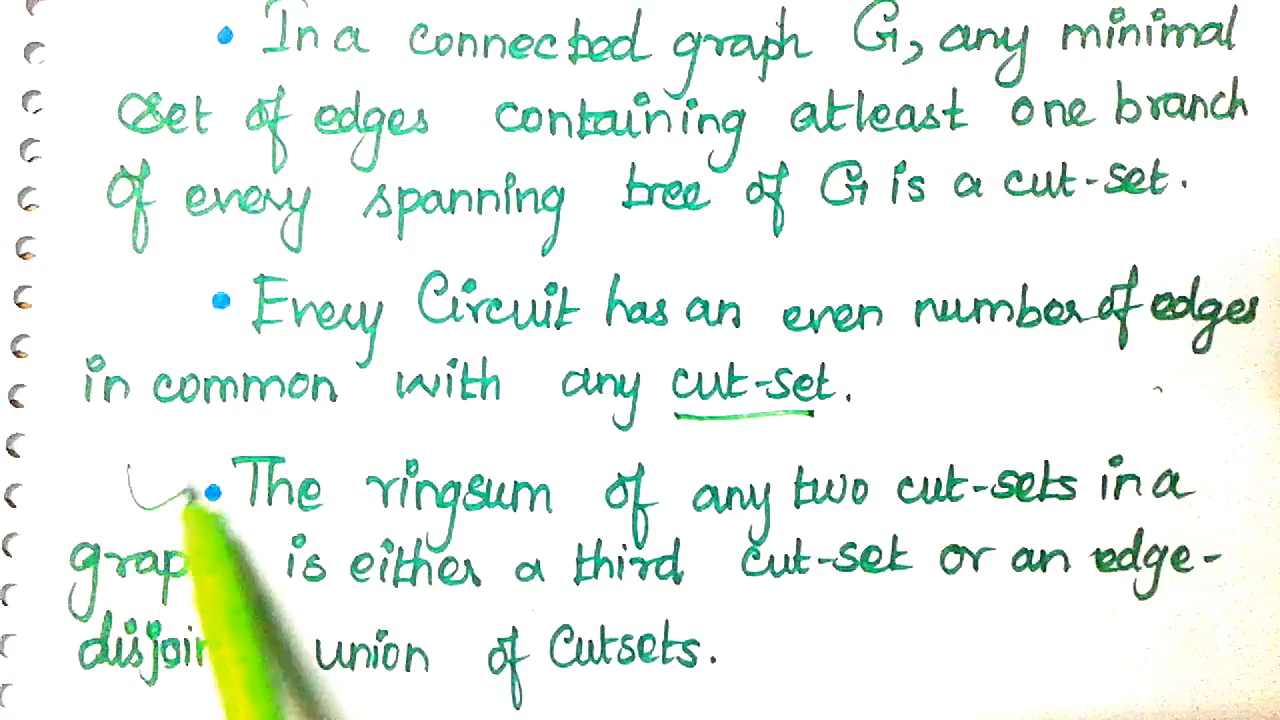 • In a connected graph G, any minimal
set of edges containing atleast one branch
of every spanning tree of G is a cut-set.
• Every Circuit has an even number of edges
in common with any cut-set.
• The ringsum of any two cut-sets in a
grap is either a third cut-set or an edge-
disjoin union of Cutsets.